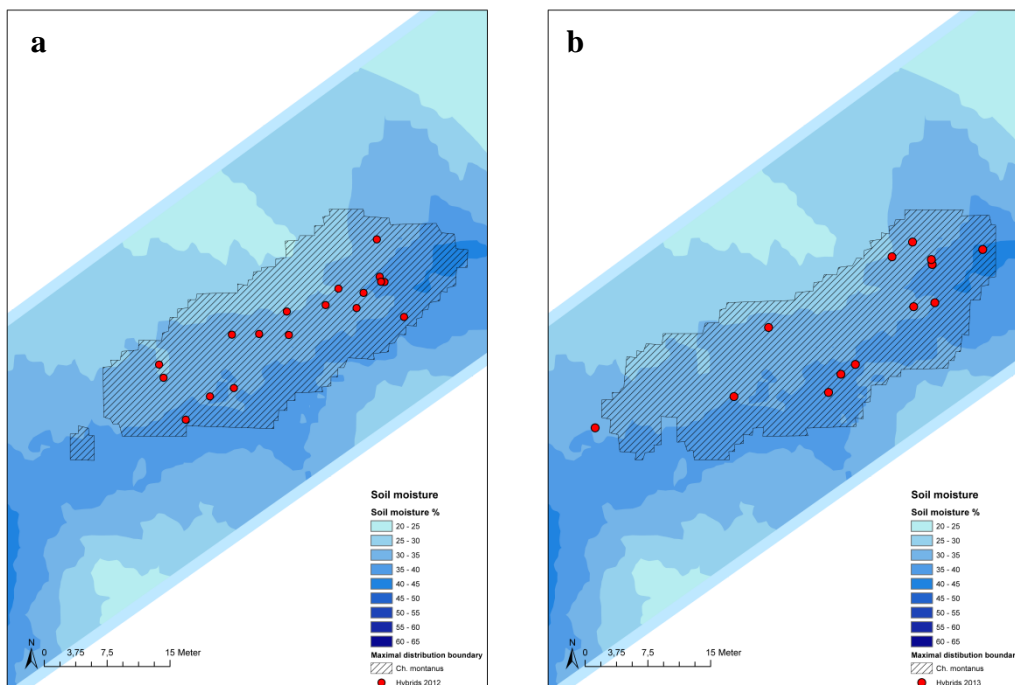 a
Soil moisture
Soil moisture %
20 - 25
25 - 30
30 - 35
35 - 40
40 - 45
45 - 50
50 - 55
55 - 60
60 - 65
Maximal distibution boundary
Ch. montanus
Hybrids 2012
N
0 3,75 7,5 15 Meter
b
Soil moisture
Soil moisture %
20 - 25
25 - 30
30 - 35
35 - 40
40 - 45
45 - 50
50 - 55
55 - 60
60 - 65
Maximal distibution boundary
Ch. montanus
Hybrids 2013
N
0 3,75 7,5 15 Meter